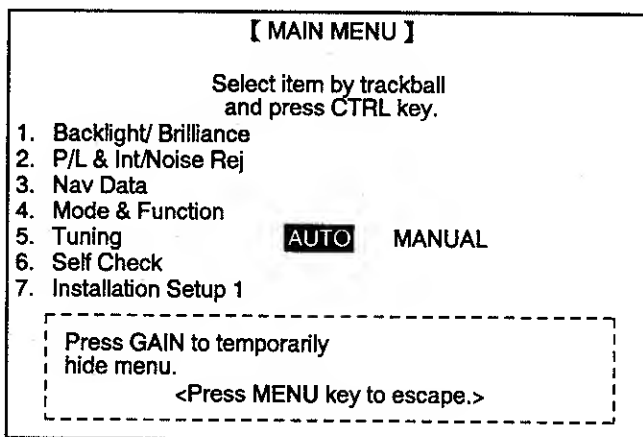 【 MAIN MENU 】
Select item by trackball
and press CTRL key.
1. Backlight/ Brilliance
2. P/L & Int/Noise Rej
3. Nav Data
4. Mode & Function
5. Tuning AUTO MANUAL
6. Self Check
7. Installation Setup 1
Press GAIN to temporarily
hide menu.
<Press MENU key to escape.>